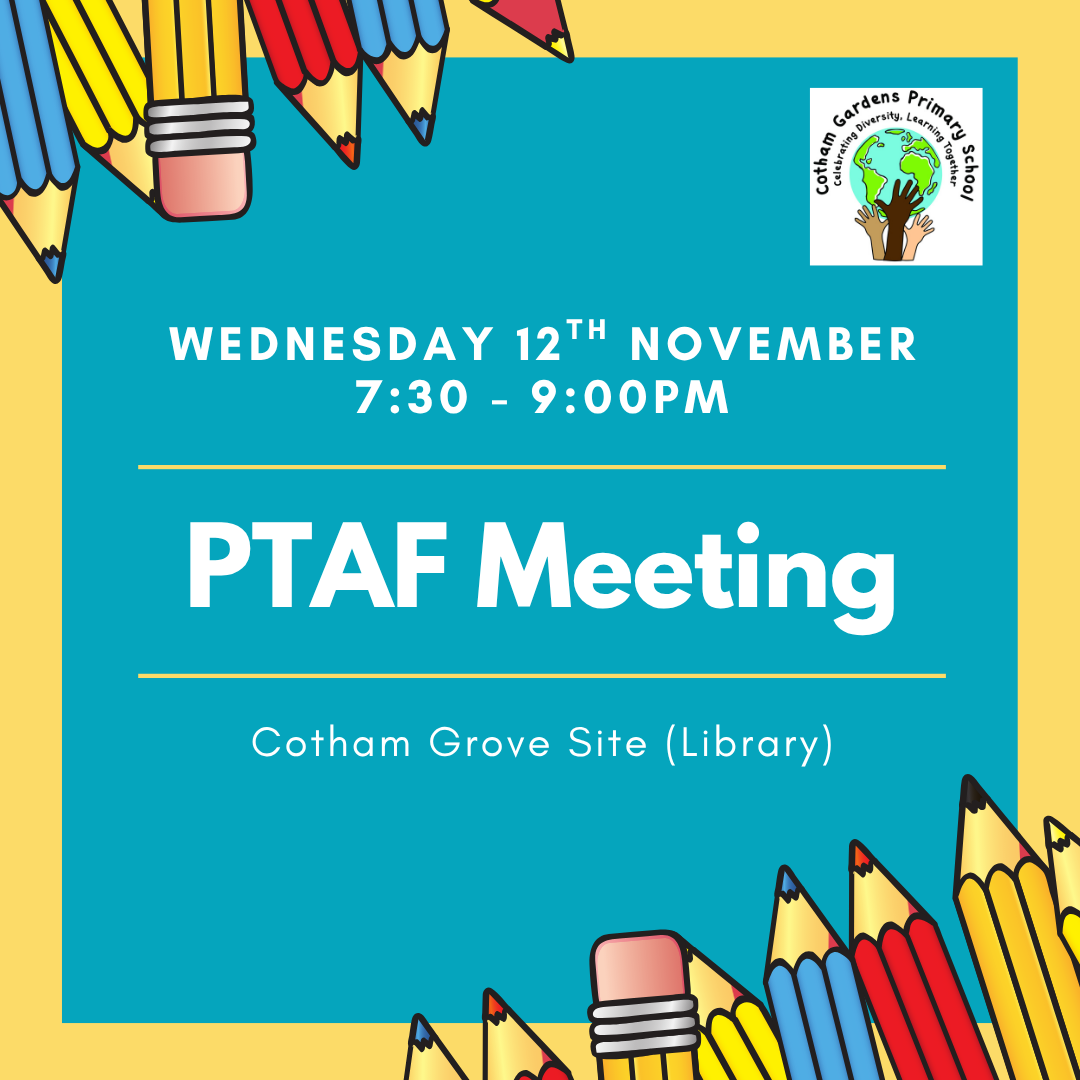 Cotham Gardens Primary School
Celebrating Diversity, Learning Together
WEDNESDAY 12TH NOVEMBER
7:30 - 9:00PM
PTAF Meeting
Cotham Grove Site (Library)